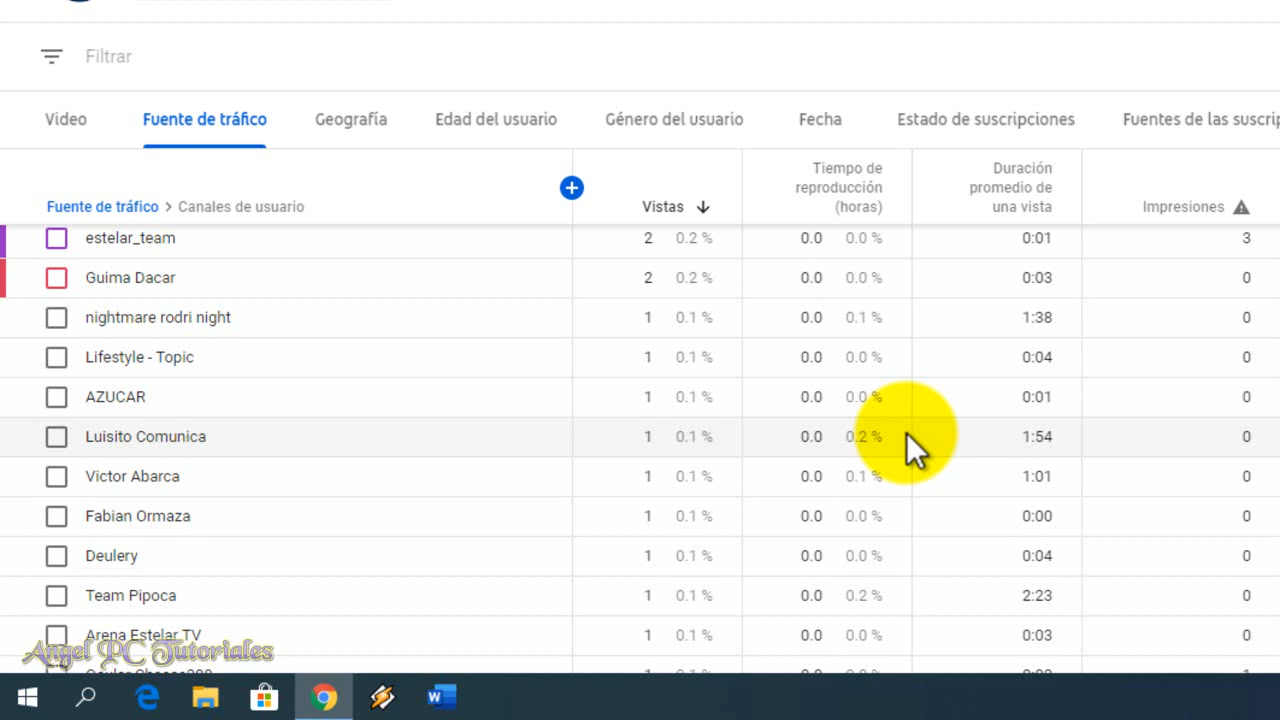 Filtrar
Video Fuente de tráfico Geografía Edad del usuario Género del usuario Fecha Estado de suscripciones Fuentes de las suscrip
Fuente de tráfico > Canales de usuario
Vistas
Tiempo de reproducción (horas)
Duración promedio de una vista
Impresiones
estelar_team 2 0.2 % 0.0 0.0 % 0:01 3
Guima Dacar 2 0.2 % 0.0 0.0 % 0:03 0
nightmare rodri night 1 0.1 % 0.0 0.1 % 1:38 0
Lifestyle - Topic 1 0.1 % 0.0 0.0 % 0:04 0
AZUCAR 1 0.1 % 0.0 0.0 % 0:01 0
Luisito Comunica 1 0.1 % 0.0 0.2 % 1:54 0
Victor Abarca 1 0.1 % 0.0 0.1 % 1:01 0
Fabian Ormaza 1 0.1 % 0.0 0.0 % 0:00 0
Deulery 1 0.1 % 0.0 0.0 % 0:04 0
Team Pipoca 1 0.1 % 0.0 0.2 % 2:23 0
Arena Estelar TV 1 0.1 % 0.0 0.0 % 0:03 0
Angel PC Tutoriales